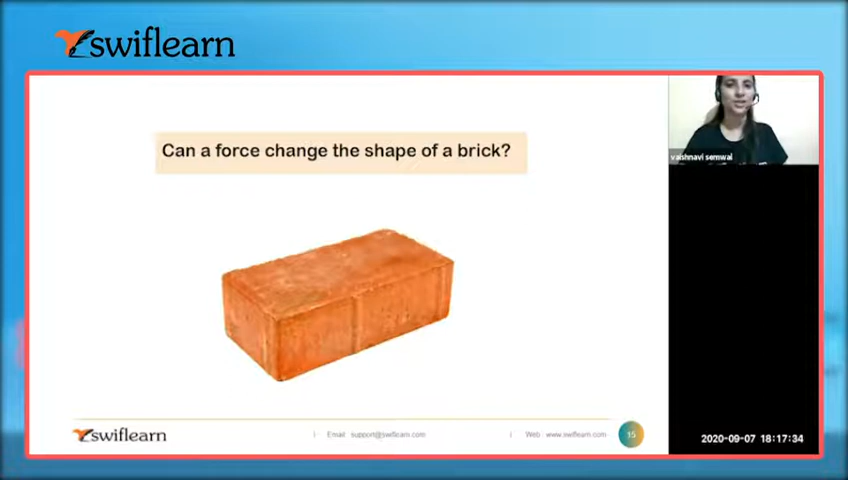 swiflearn
Can a force change the shape of a brick?
vaishnavi semwal
swiflearn
Email : support@swiflearn.com
Web : www.swiflearn.com
15
2020-09-07 18:17:34